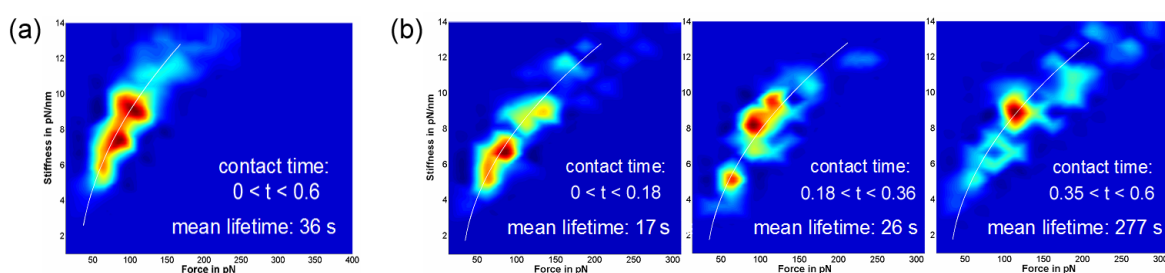 (a)
14
12
10
8
6
4
2
Stiffness in pN/nm
contact time:
0 < t < 0.6
mean lifetime: 36 s
50 100 150 200 250 300 350 400
Force in pN
(b)
14
12
10
8
6
4
2
Stiffness in pN/nm
contact time:
0 < t < 0.18
mean lifetime: 17 s
50 100 150 200 250 300
Force in pN
14
12
10
8
6
4
2
contact time:
0.18 < t < 0.36
mean lifetime: 26 s
50 100 150 200 250 300
Force in pN
14
12
10
8
6
4
2
contact time:
0.35 < t < 0.6
mean lifetime: 277 s
50 100 150 200 250 300
Force in pN